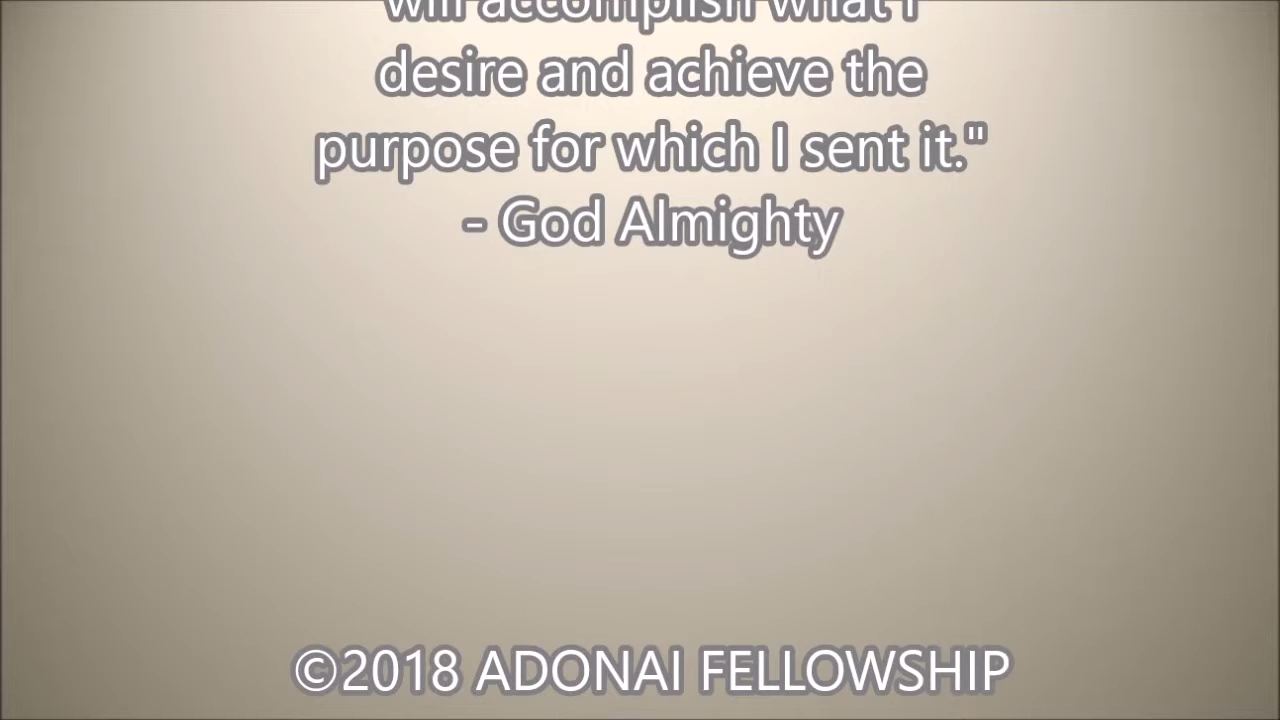 will accomplish what I
desire and achieve the
purpose for which I sent it."
- God Almighty
©2018 ADONAI FELLOWSHIP